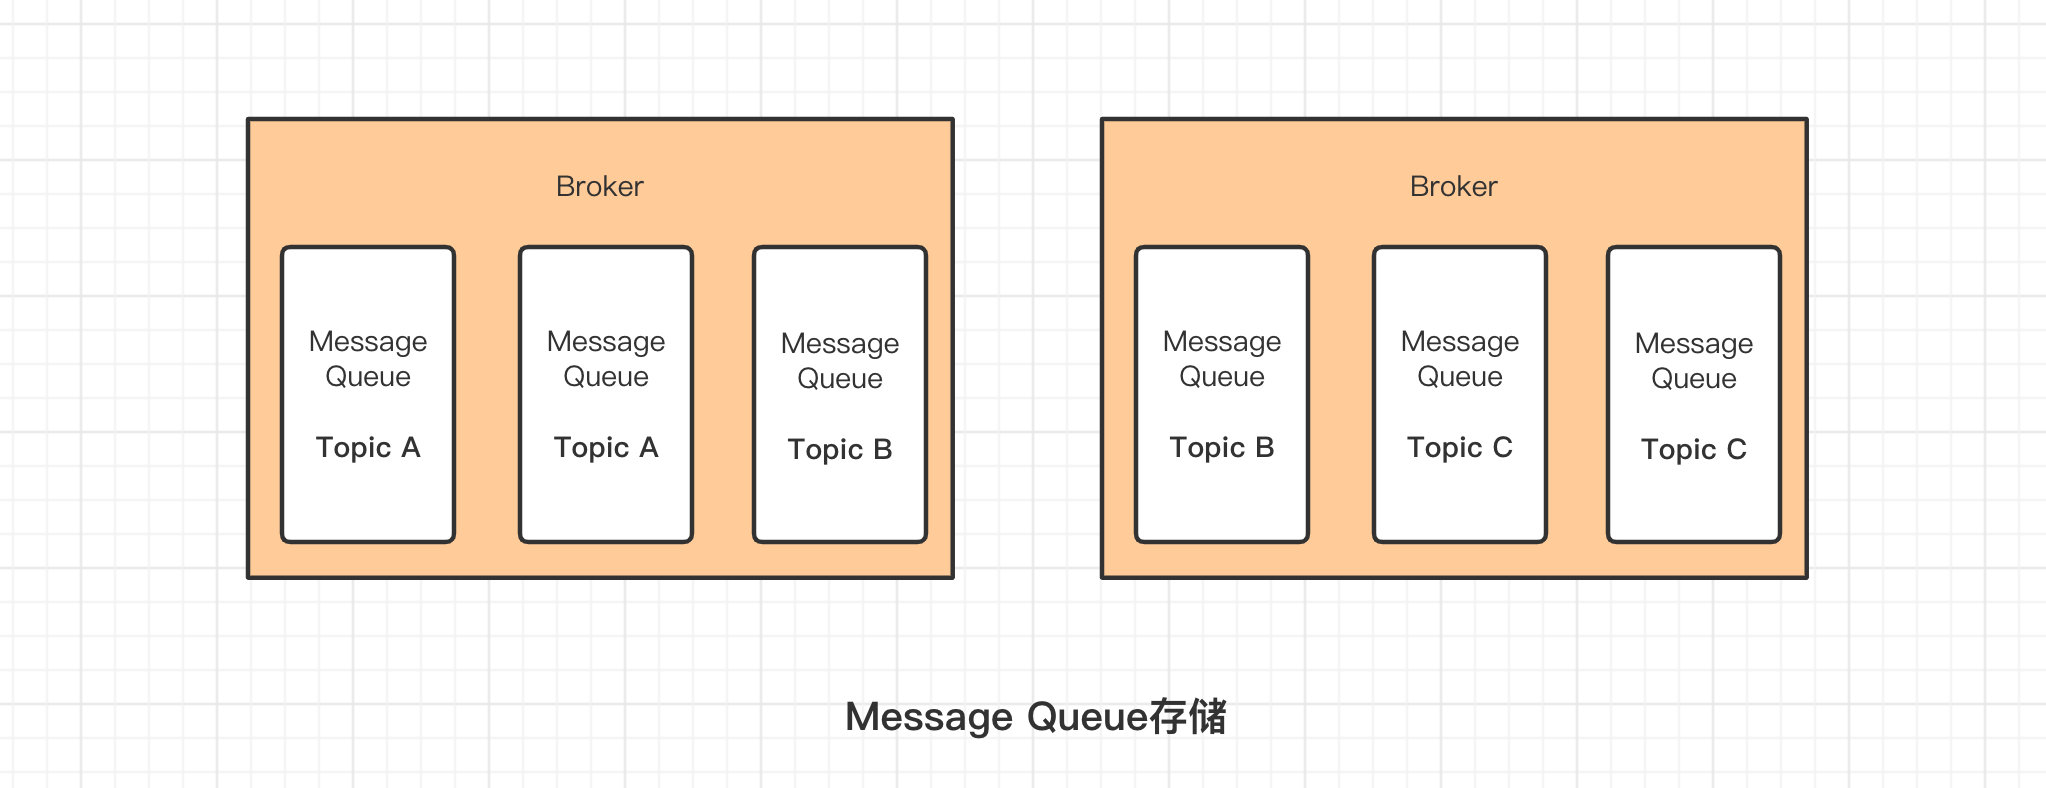 Broker
Message
Queue
Topic A
Message
Queue
Topic A
Message
Queue
Topic B
Broker
Message
Queue
Topic B
Message
Queue
Topic C
Message
Queue
Topic C
Message Queue存储